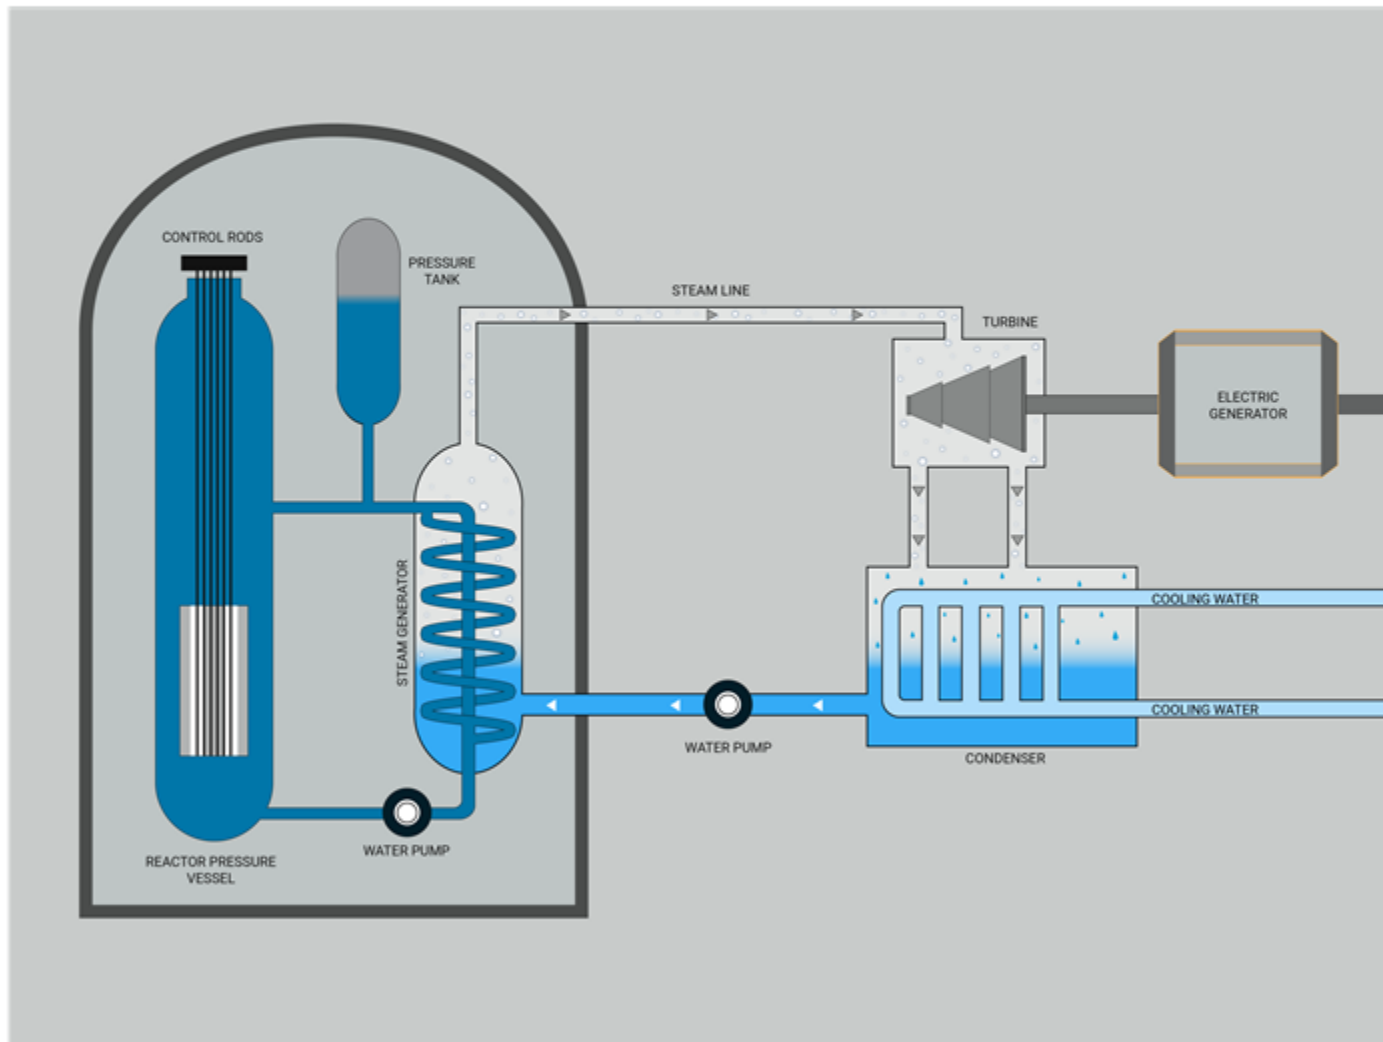 CONTROL RODS
PRESSURE
TANK
STEAM LINE
TURBINE
ELECTRIC
GENERATOR
STEAM GENERATOR
COOLING WATER
COOLING WATER
WATER PUMP
CONDENSER
WATER PUMP
REACTOR PRESSURE
VESSEL